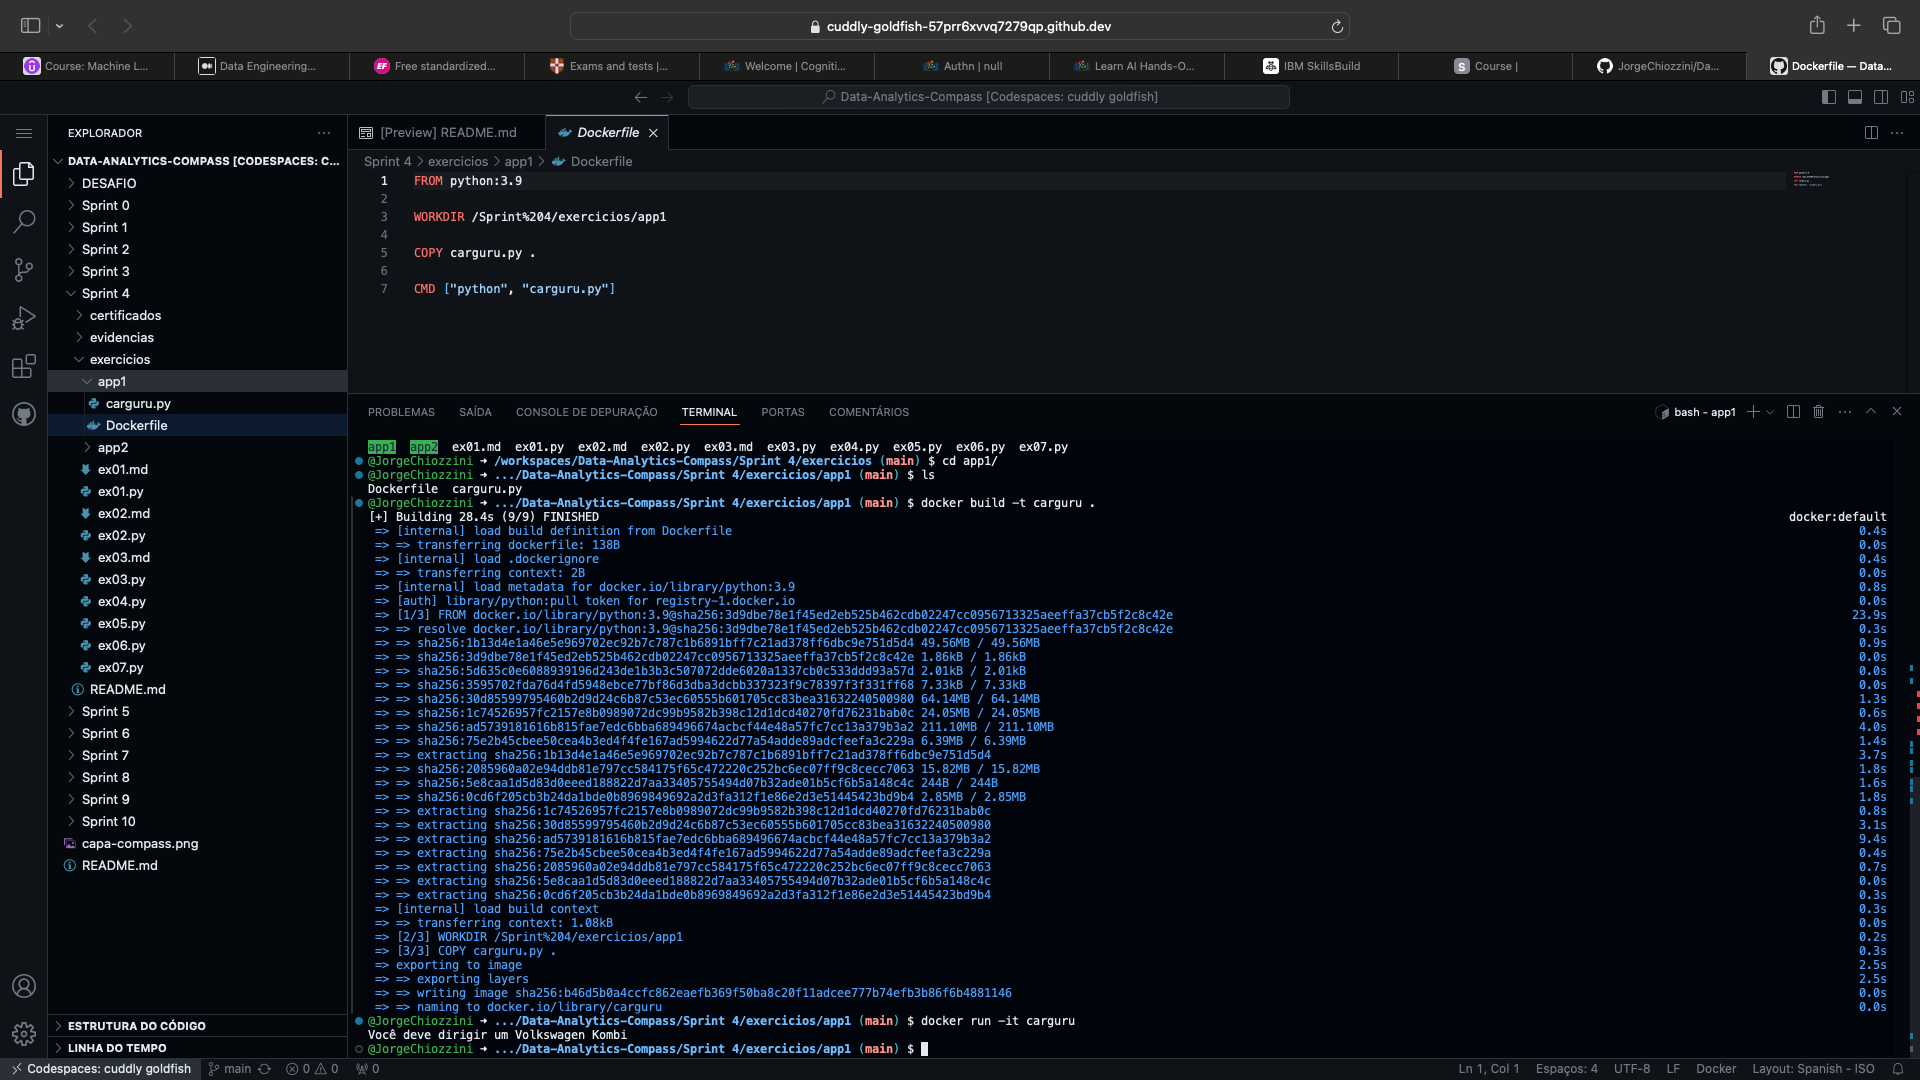 cuddly-goldfish-57prr6xvvq7279qp.github.dev
Course: Machine L...
Data Engineering...
Free standardized...
Exams and tests |...
Welcome | Cogniti...
Authn | null
Learn AI Hands-O...
IBM SkillsBuild
Course |
JorgeChiozzini/Da...
Dockerfile — Data...
Data-Analytics-Compass [Codespaces: cuddly goldfish]
EXPLORADOR
DATA-ANALYTICS-COMPASS [CODESPACES: C...
DESAFIO
Sprint 0
Sprint 1
Sprint 2
Sprint 3
Sprint 4
certificados
evidencias
exercicios
app1
carguru.py
Dockerfile
app2
ex01.md
ex01.py
ex02.md
ex02.py
ex03.md
ex03.py
ex04.py
ex05.py
ex06.py
ex07.py
README.md
Sprint 5
Sprint 6
Sprint 7
Sprint 8
Sprint 9
Sprint 10
capa-compass.png
README.md
ESTRUTURA DO CÓDIGO
LINHA DO TEMPO
[Preview] README.md
Dockerfile
Sprint 4 > exercicios > app1 > Dockerfile
1 FROM python:3.9
2
3 WORKDIR /Sprint%204/exercicios/app1
4
5 COPY carguru.py .
6
7 CMD ["python", "carguru.py"]
PROBLEMAS SAÍDA CONSOLE DE DEPURAÇÃO TERMINAL PORTAS COMENTÁRIOS
bash - app1
app1 app2 ex01.md ex01.py ex02.md ex02.py ex03.md ex03.py ex04.py ex05.py ex06.py ex07.py
@JorgeChiozzini → /workspaces/Data-Analytics-Compass/Sprint 4/exercicios (main) $ cd app1/
@JorgeChiozzini → .../Data-Analytics-Compass/Sprint 4/exercicios/app1 (main) $ ls
Dockerfile carguru.py
@JorgeChiozzini → .../Data-Analytics-Compass/Sprint 4/exercicios/app1 (main) $ docker build -t carguru .
[+] Building 28.4s (9/9) FINISHED docker:default
=> [internal] load build definition from Dockerfile 0.4s
=> => transferring dockerfile: 138B 0.0s
=> [internal] load .dockerignore 0.4s
=> => transferring context: 2B 0.0s
=> [internal] load metadata for docker.io/library/python:3.9 0.8s
=> [auth] library/python:pull token for registry-1.docker.io 0.0s
=> [1/3] FROM docker.io/library/python:3.9@sha256:3d9dbe78e1f45ed2eb525b462cdb02247cc0956713325aeeffa37cb5f2c8c42e 23.9s
=> => resolve docker.io/library/python:3.9@sha256:3d9dbe78e1f45ed2eb525b462cdb02247cc0956713325aeeffa37cb5f2c8c42e 0.3s
=> => sha256:1b13d4e1a46e5e969702ec92b7c787c1b6891bff7c21ad378ff6dbc9e751d5d4 49.56MB / 49.56MB 0.9s
=> => sha256:3d9dbe78e1f45ed2eb525b462cdb02247cc0956713325aeeffa37cb5f2c8c42e 1.86kB / 1.86kB 0.0s
=> => sha256:5d635c0e6088939196d243de1b3b3c507072dde6020a1337cb0c533ddd93a57d 2.01kB / 2.01kB 0.0s
=> => sha256:3595702fda76d4fd5948ebce77bf86d3dba3dcbb337323f9c78397f3f331ff68 7.33kB / 7.33kB 0.0s
=> => sha256:30d85599795460b2d9d24c6b87c53ec60555b601705cc83bea31632240500980 64.14MB / 64.14MB 1.3s
=> => sha256:1c74526957fc2157e8b0989072dc99b9582b398c12d1dcd40270fd76231bab0c 24.05MB / 24.05MB 0.6s
=> => sha256:ad5739181616b815fae7edc6bba689496674acbcf44e48a57fc7cc13a379b3a2 211.10MB / 211.10MB 4.0s
=> => sha256:75e2b45cbee50cea4b3ed4f4fe167ad5994622d77a54adde89adcfeefa3c229a 6.39MB / 6.39MB 1.4s
=> => extracting sha256:1b13d4e1a46e5e969702ec92b7c787c1b6891bff7c21ad378ff6dbc9e751d5d4 3.7s
=> => sha256:2085960a02e94ddb81e797cc584175f65c472220c252bc6ec07ff9c8cecc7063 15.82MB / 15.82MB 1.8s
=> => sha256:5e8caa1d5d83d0eeed188822d7aa33405755494d07b32ade01b5cf6b5a148c4c 244B / 244B 1.6s
=> => sha256:0cd6f205cb3b24da1bde0b8969849692a2d3fa312f1e86e2d3e51445423bd9b4 2.85MB / 2.85MB 1.8s
=> => extracting sha256:1c74526957fc2157e8b0989072dc99b9582b398c12d1dcd40270fd76231bab0c 0.8s
=> => extracting sha256:30d85599795460b2d9d24c6b87c53ec60555b601705cc83bea31632240500980 3.1s
=> => extracting sha256:ad5739181616b815fae7edc6bba689496674acbcf44e48a57fc7cc13a379b3a2 9.4s
=> => extracting sha256:75e2b45cbee50cea4b3ed4f4fe167ad5994622d77a54adde89adcfeefa3c229a 0.4s
=> => extracting sha256:2085960a02e94ddb81e797cc584175f65c472220c252bc6ec07ff9c8cecc7063 0.7s
=> => extracting sha256:5e8caa1d5d83d0eeed188822d7aa33405755494d07b32ade01b5cf6b5a148c4c 0.0s
=> => extracting sha256:0cd6f205cb3b24da1bde0b8969849692a2d3fa312f1e86e2d3e51445423bd9b4 0.3s
=> [internal] load build context 0.3s
=> => transferring context: 1.08kB 0.0s
=> [2/3] WORKDIR /Sprint%204/exercicios/app1 0.2s
=> [3/3] COPY carguru.py . 0.3s
=> exporting to image 2.5s
=> => exporting layers 2.5s
=> => writing image sha256:b46d5b0a4ccfc862eaefb369f50ba8c20f11adcee777b74efb3b86f6b4881146 0.0s
=> => naming to docker.io/library/carguru 0.0s
@JorgeChiozzini → .../Data-Analytics-Compass/Sprint 4/exercicios/app1 (main) $ docker run -it carguru
Você deve dirigir um Volkswagen Kombi
@JorgeChiozzini → .../Data-Analytics-Compass/Sprint 4/exercicios/app1 (main) $
Codespaces: cuddly goldfish main 0 0 0 Ln 1, Col 1 Espaços: 4 UTF-8 LF Docker Layout: Spanish - ISO